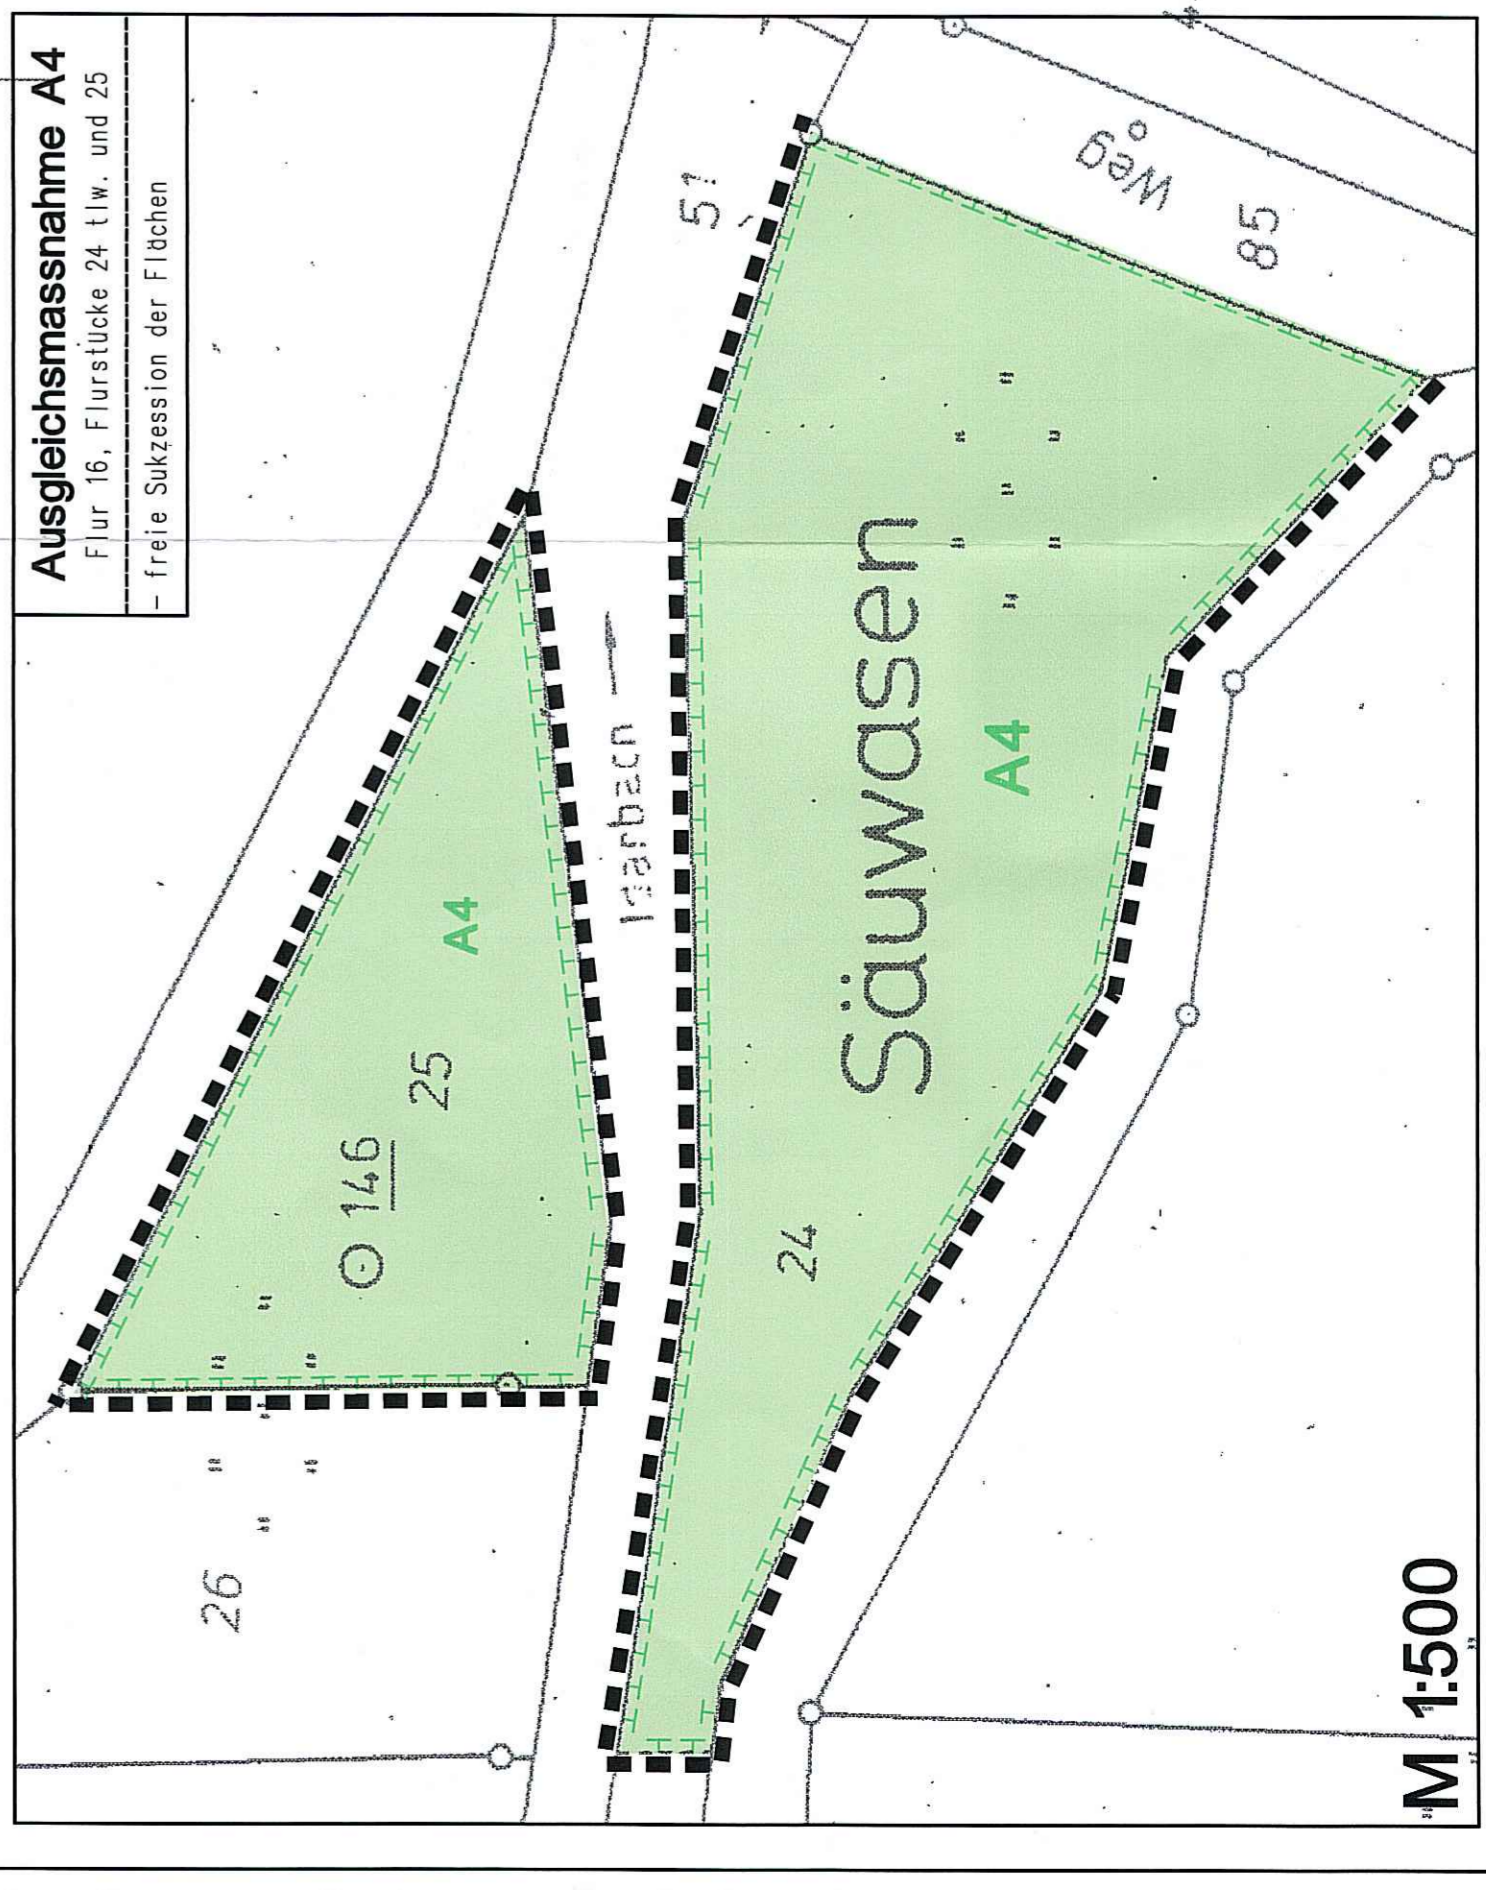 Ausgleichsmassnahme A4
Flur 16, Flurstücke 24 tlw. und 25
- freie Sukzession der Flächen
51
Weg
85
A4
25
146
Säuwasen
A4
24
26
M 1:500